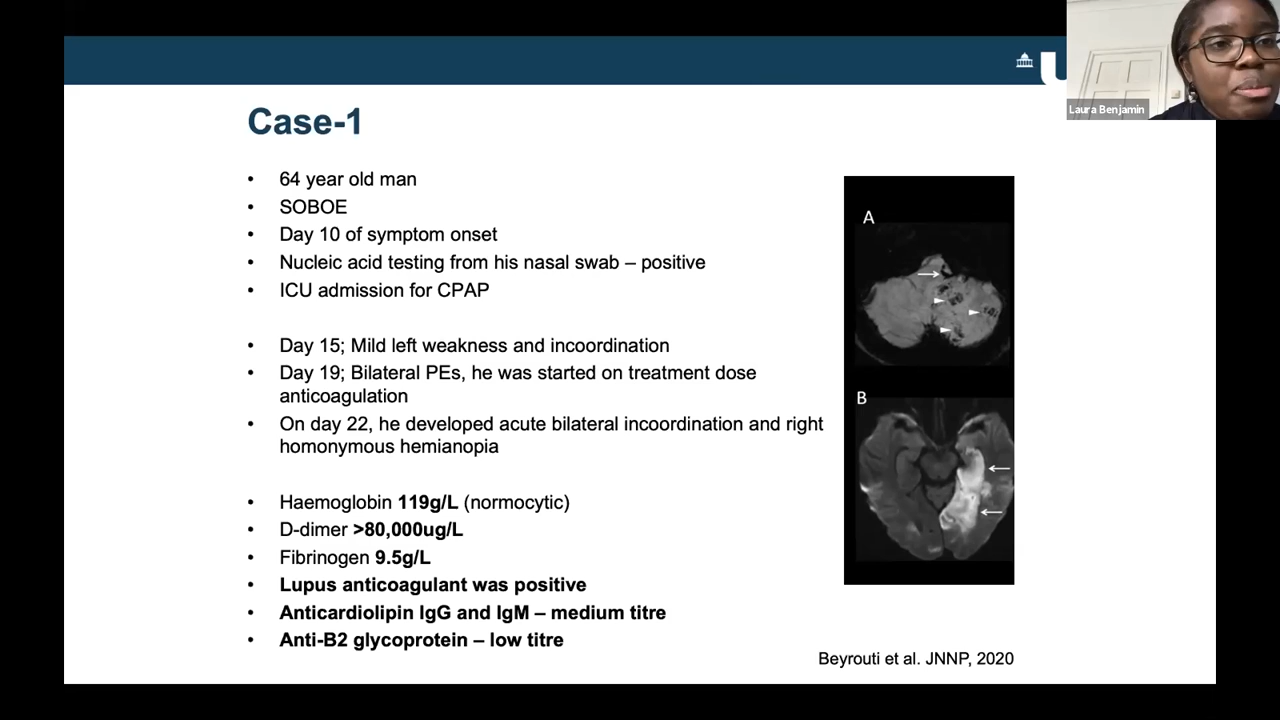 Laura Benjamin
Case-1
• 64 year old man
• SOBOE
• Day 10 of symptom onset
• Nucleic acid testing from his nasal swab – positive
• ICU admission for CPAP
• Day 15; Mild left weakness and incoordination
• Day 19; Bilateral PEs, he was started on treatment dose
anticoagulation
• On day 22, he developed acute bilateral incoordination and right
homonymous hemianopia
• Haemoglobin 119g/L (normocytic)
• D-dimer >80,000ug/L
• Fibrinogen 9.5g/L
• Lupus anticoagulant was positive
• Anticardiolipin IgG and IgM – medium titre
• Anti-B2 glycoprotein – low titre
A
B
Beyrouti et al. JNNP, 2020